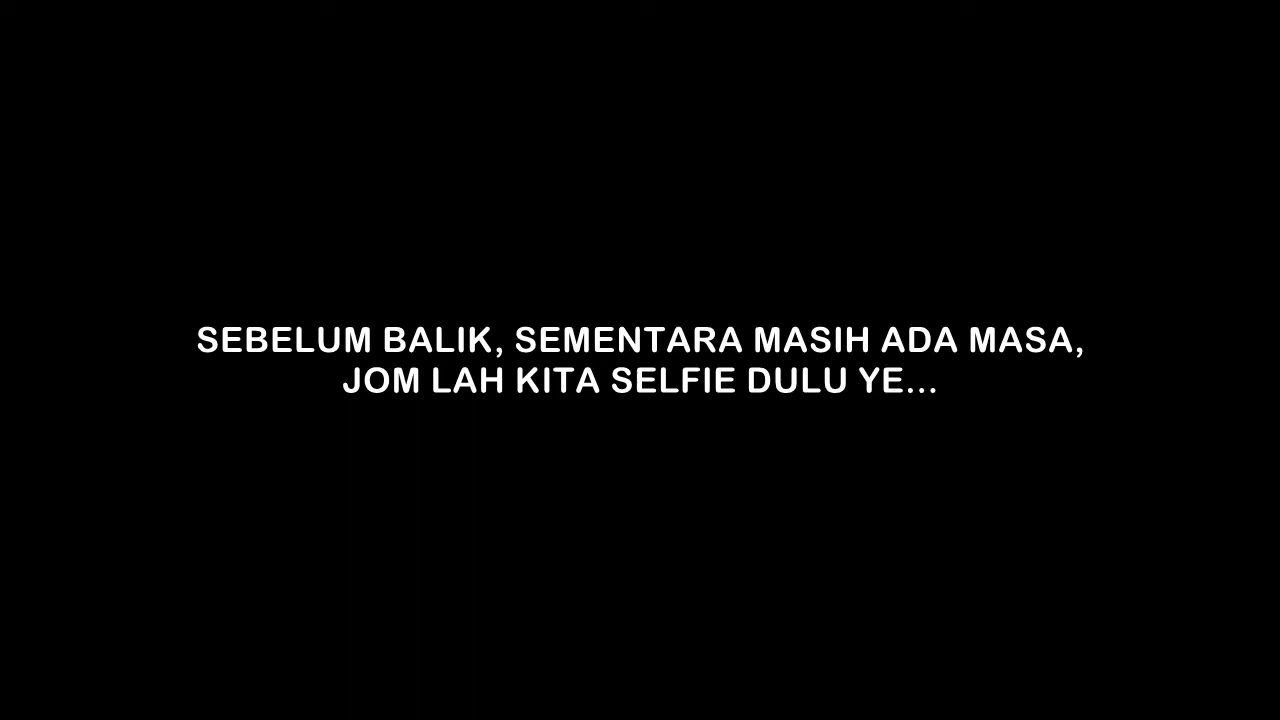 SEBELUM BALIK, SEMENTARA MASIH ADA MASA,
JOM LAH KITA SELFIE DULU YE...